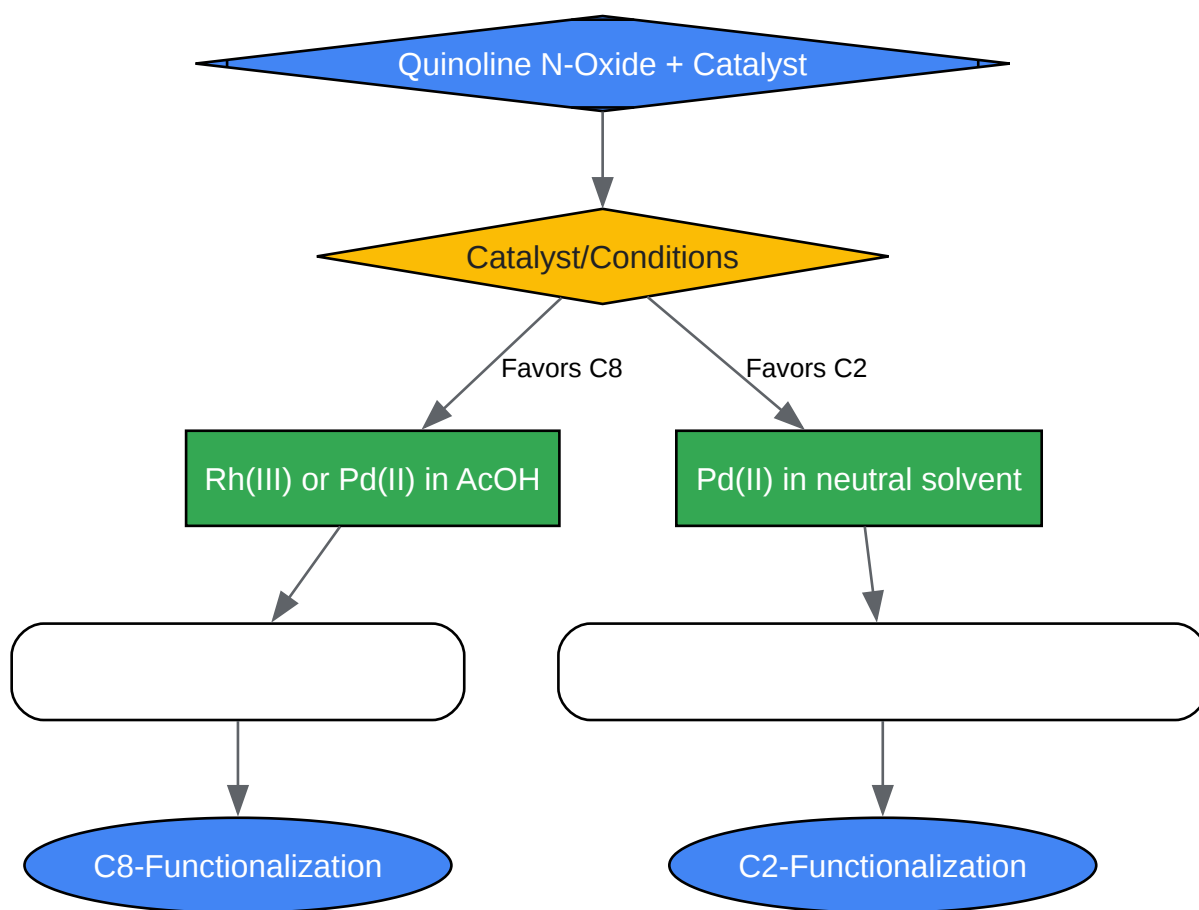 Quinoline N-Oxide + Catalyst
Catalyst/Conditions
Favors C8
Favors C2
Rh(III) or Pd(II) in AcOH
Pd(II) in neutral solvent
C8-Functionalization
C2-Functionalization